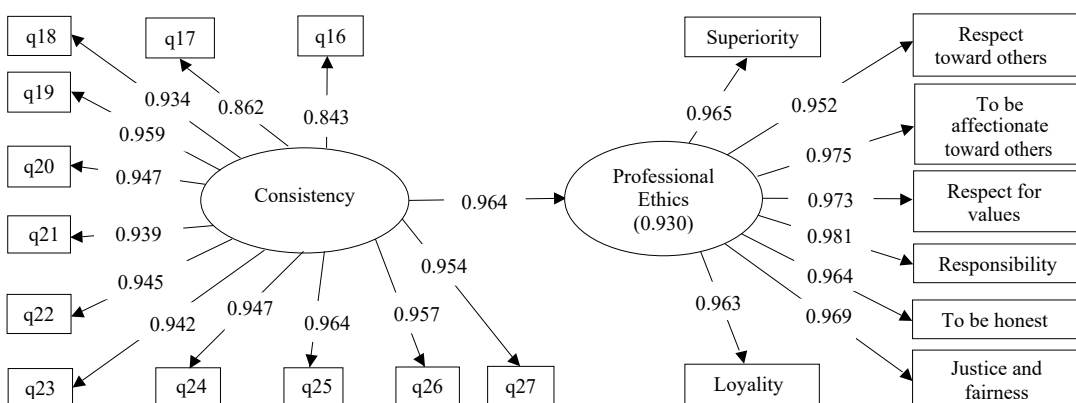 q18
q17
q16
Superiority
Respect
toward others
q19
0.934
0.862
0.843
0.965
0.952
To be
affectionate
toward others
0.959
q20
0.947
0.975
Consistency
0.964
Professional
Ethics
(0.930)
0.973
Respect for
values
q21
0.939
0.981
Responsibility
0.945
0.954
0.964
q22
0.942
0.947
0.964
0.957
0.963
0.969
To be honest
q23
q24
q25
q26
q27
Loyality
Justice and
fairness